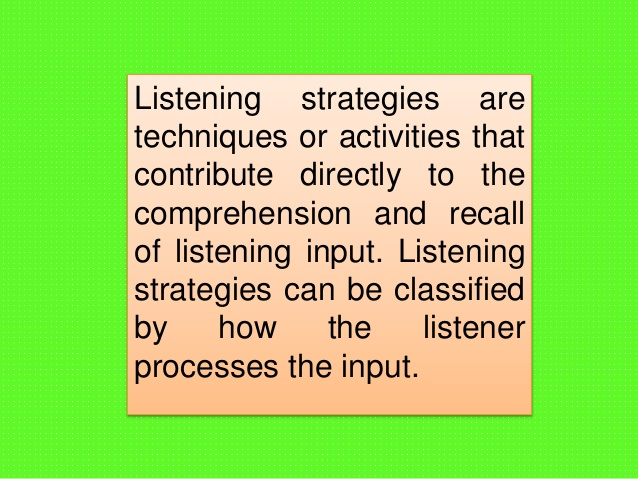 Listening strategies are
techniques or activities that
contribute directly to the
comprehension and recall
of listening input. Listening
strategies can be classified
by how the listener
processes the input.